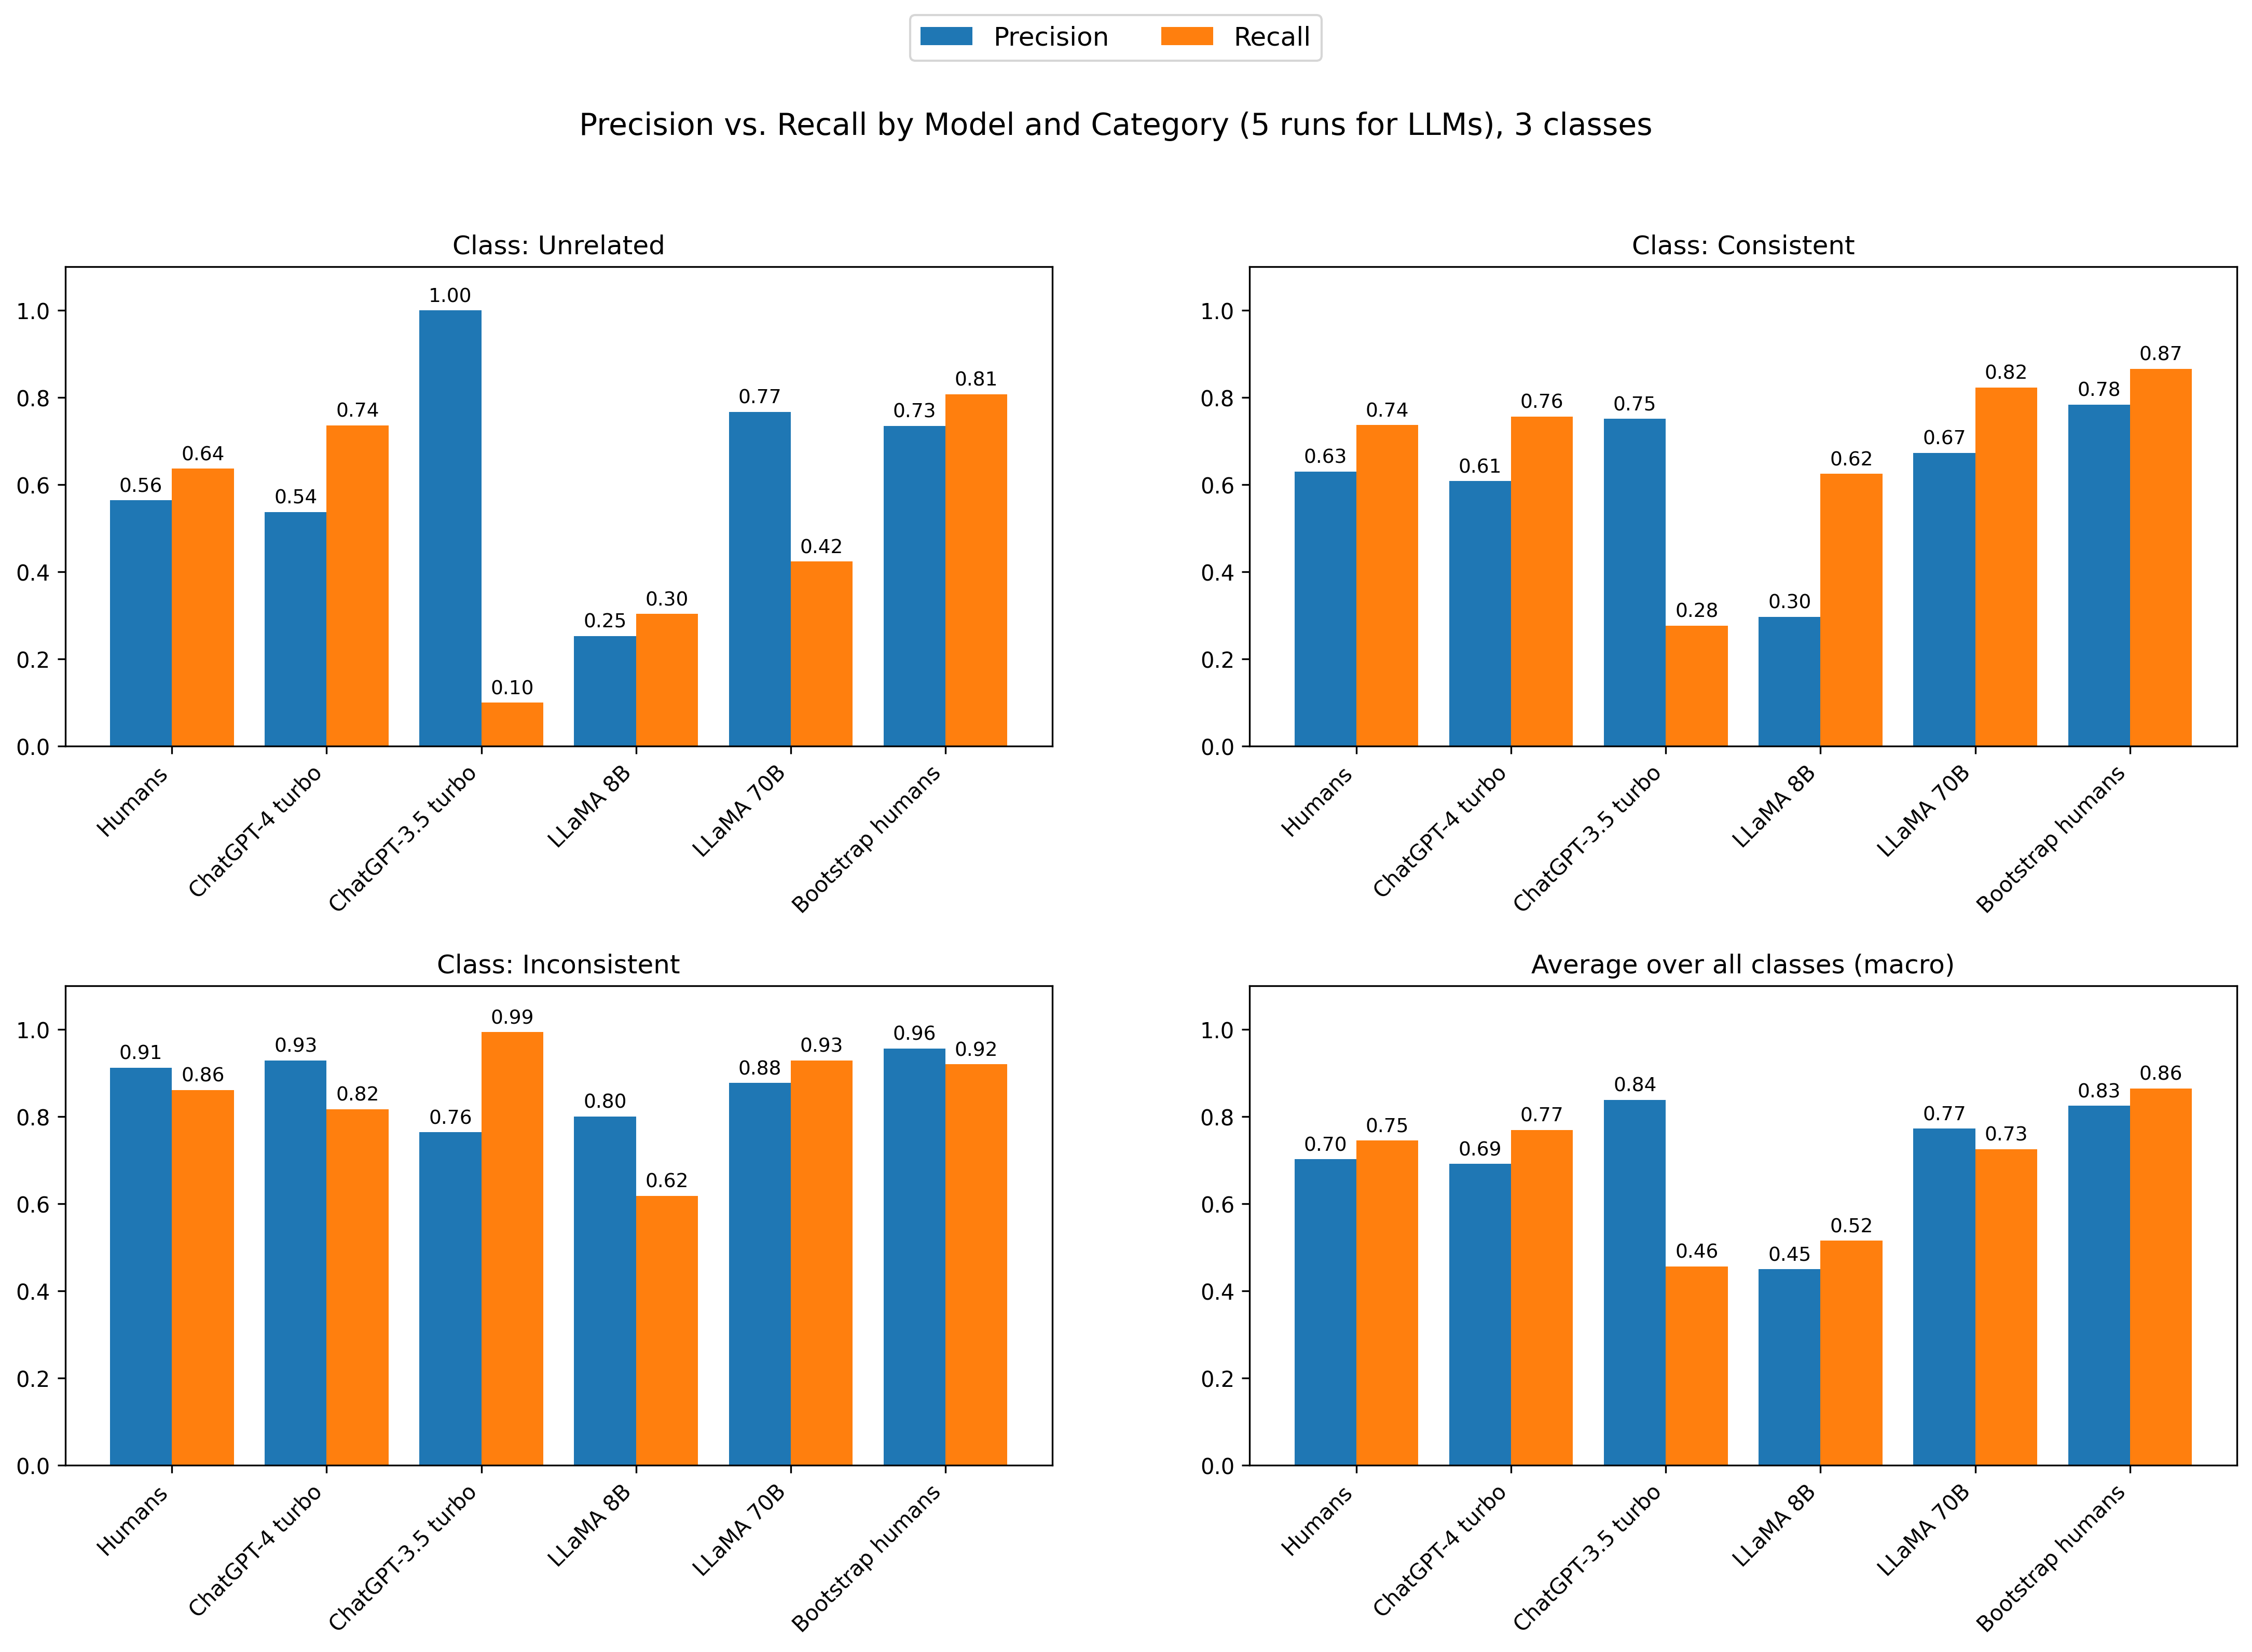 Precision Recall
Precision vs. Recall by Model and Category (5 runs for LLMs), 3 classes
Class: Unrelated
1.0
0.8
0.6
0.4
0.2
0.0
0.56 0.64 0.54 0.74 1.00 0.10 0.25 0.30 0.77 0.42 0.73 0.81
Humans
ChatGPT-4 turbo
ChatGPT-3.5 turbo
LLaMA 8B
LLaMA 70B
Bootstrap humans
Class: Consistent
1.0
0.8
0.6
0.4
0.2
0.0
0.63 0.74 0.61 0.76 0.75 0.28 0.30 0.62 0.67 0.82 0.78 0.87
Humans
ChatGPT-4 turbo
ChatGPT-3.5 turbo
LLaMA 8B
LLaMA 70B
Bootstrap humans
Class: Inconsistent
1.0
0.8
0.6
0.4
0.2
0.0
0.91 0.86 0.93 0.82 0.76 0.99 0.80 0.62 0.88 0.93 0.96 0.92
Humans
ChatGPT-4 turbo
ChatGPT-3.5 turbo
LLaMA 8B
LLaMA 70B
Bootstrap humans
Average over all classes (macro)
1.0
0.8
0.6
0.4
0.2
0.0
0.70 0.75 0.69 0.77 0.84 0.46 0.45 0.52 0.77 0.73 0.83 0.86
Humans
ChatGPT-4 turbo
ChatGPT-3.5 turbo
LLaMA 8B
LLaMA 70B
Bootstrap humans